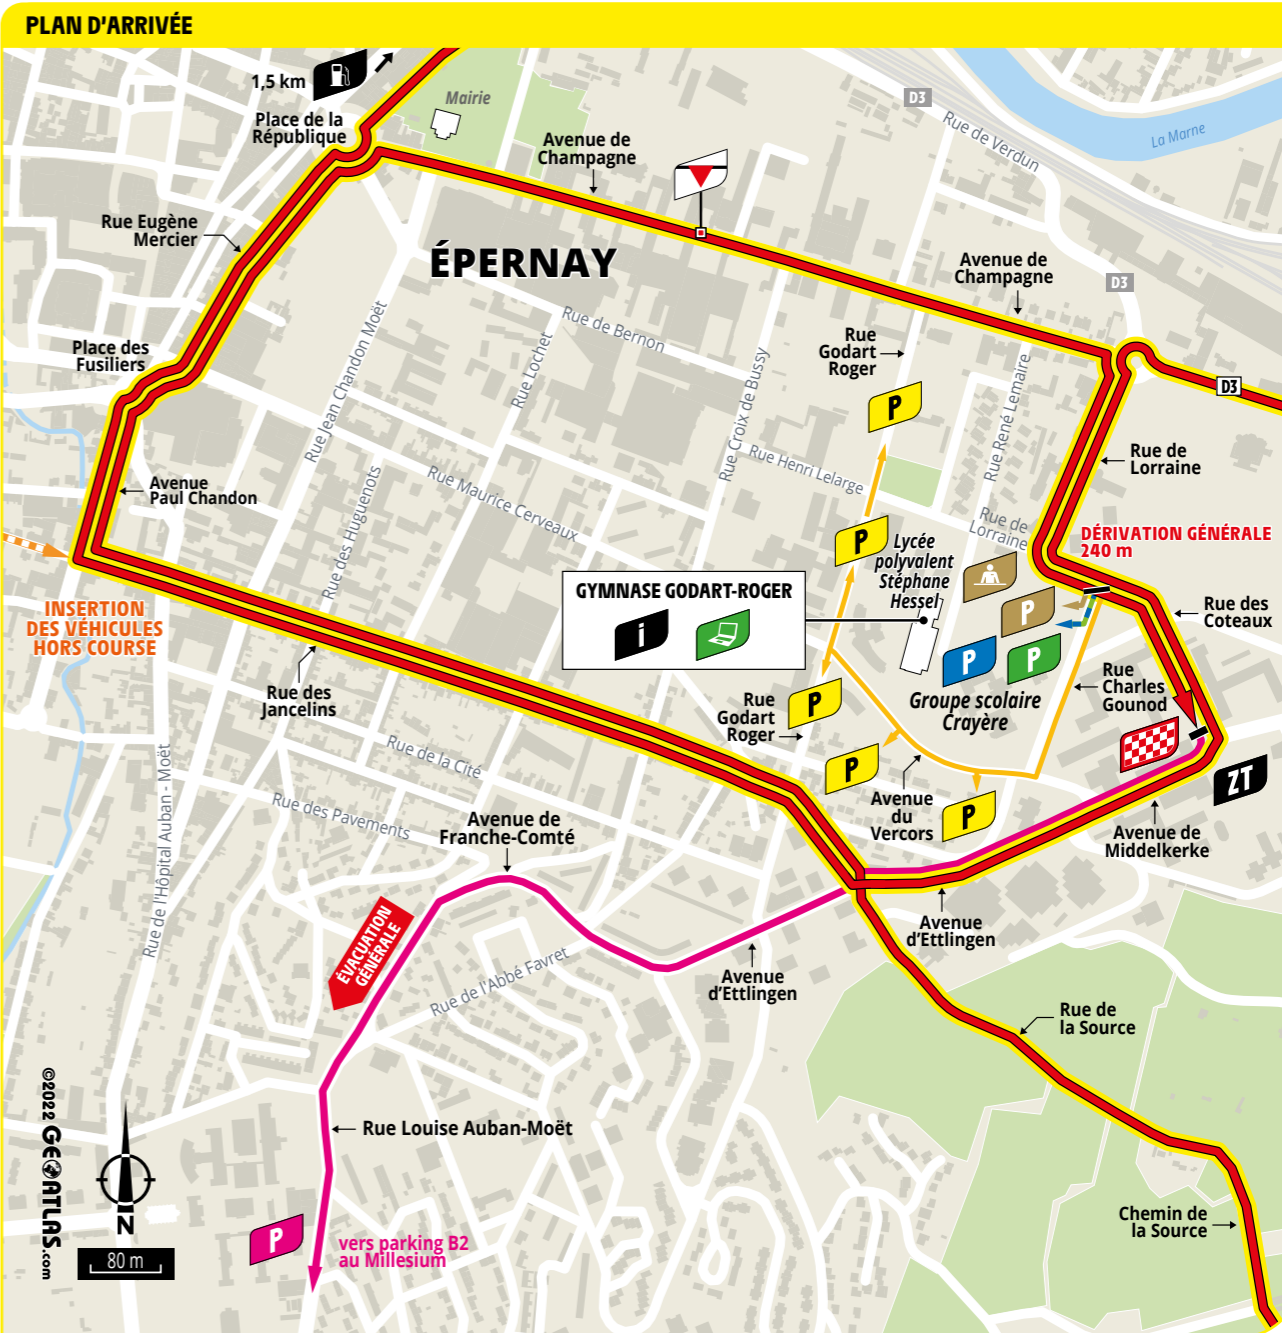 PLAN D'ARRIVÉE
1,5 km
Place de la
République
Mairie
Avenue de
Champagne
D3
Rue de Verdun
La Marne
Rue Eugène
Mercier
ÉPERNAY
Avenue de
Champagne
D3
Rue de Bernon
Place des
Fusiliers
Rue Jean Chandon Moët
Rue Lochet
Rue Croix de Bussy
Rue
Godart
Roger
P
Rue René Lemaire
D3
Rue de
Lorraine
Rue Henri Lelarge
Avenue
Paul Chandon
Rue des Huguenots
Rue Maurice Cerveaux
Rue de
Lorraine
DÉRIVATION GÉNÉRALE
240 m
P
Lycée
polyvalent
Stéphane
Hessel
GYMNASE GODART-ROGER
i
P
P
P
Rue des
Coteaux
INSERTION
DES VÉHICULES
HORS COURSE
Rue des
Jancelins
Groupe scolaire
Crayère
Rue
Charles
Gounod
Rue
Godart
Roger
P
P
P
Avenue
du
Vercors
ZT
Rue de la Cité
Rue des Pavements
Rue de l'Hôpital Auban - Moët
Avenue de
Franche-Comté
Avenue de
Middelkerke
Avenue
d'Ettlingen
ÉVACUATION
GÉNÉRALE
Rue de l'Abbé Favret
Avenue
d'Ettlingen
Rue de
la Source
Rue Louise Auban-Moët
Chemin de
la Source
P
vers parking B2
au Millesium
©2022 GEOATLAS.com
N
80 m